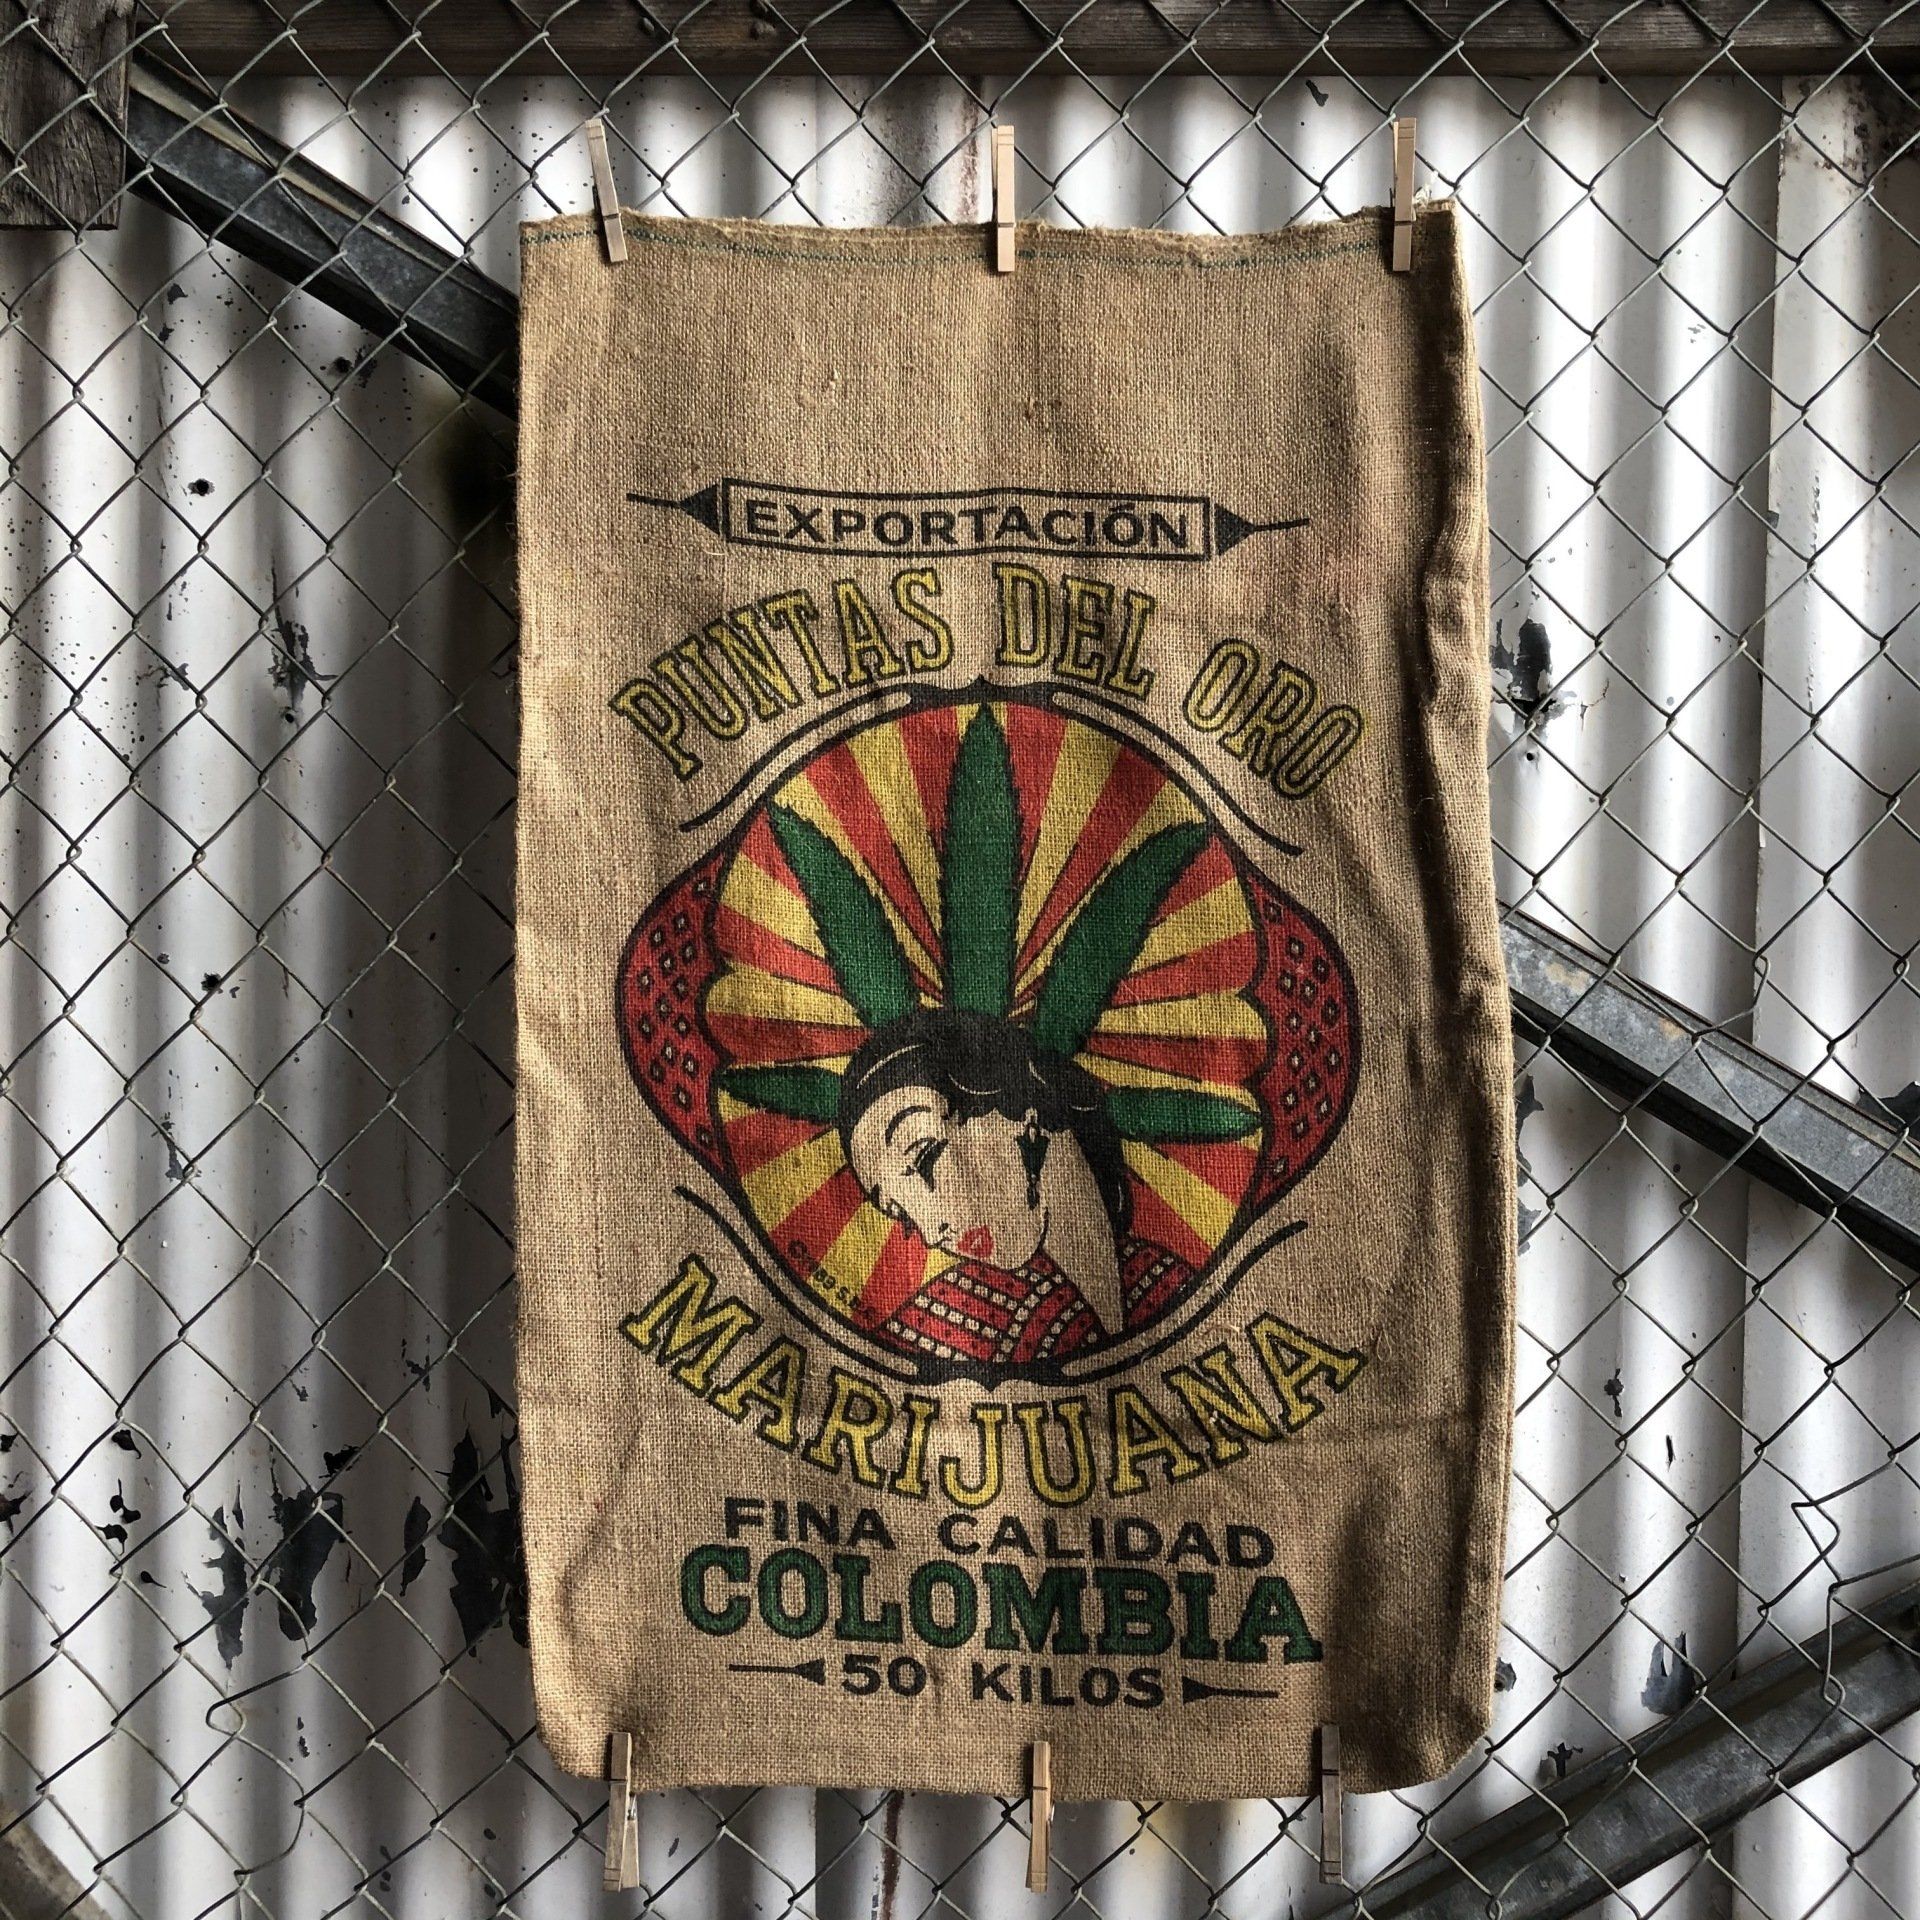 EXPORTACIÓN
PUNTAS DEL ORO
MARIJUANA
FINA CALIDAD
COLOMBIA
50 KILOS